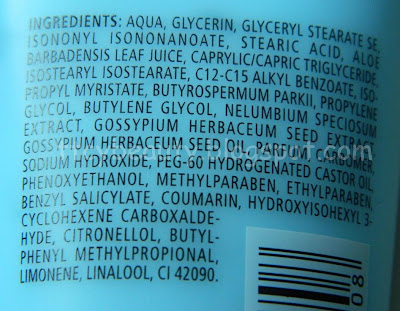 INGREDIENTS: AQUA, GLYCERIN, GLYCERYL STEARATE SE,
ISONONYL ISONONANOATE, STEARIC ACID, ALOE
BARBADENSIS LEAF JUICE, CAPRYLIC/CAPRIC TRIGLYCERIDE,
ISOSTEARYL ISOSTEARATE, C12-C15 ALKYL BENZOATE, ISO-
PROPYL MYRISTATE, BUTYROSPERMUM PARKII, PROPYLENE
GLYCOL, BUTYLENE GLYCOL, NELUMBIUM SPECIOSUM
EXTRACT, GOSSYPIUM HERBACEUM SEED EXTRACT,
GOSSYPIUM HERBACEUM SEED OIL, PARFUM
SODIUM HYDROXIDE, PEG-60 HYDROGENATED CASTOR OIL,
PHENOXYETHANOL, METHYLPARABEN, ETHYLPARABEN,
BENZYL SALICYLATE, COUMARIN, HYDROXYISOHEXYL 3-
CYCLOHEXENE CARBOXALDE-
HYDE, CITRONELLOL, BUTYL-
PHENYL METHYLPROPIONAL,
LIMONENE, LINALOOL, CI 42090.
08